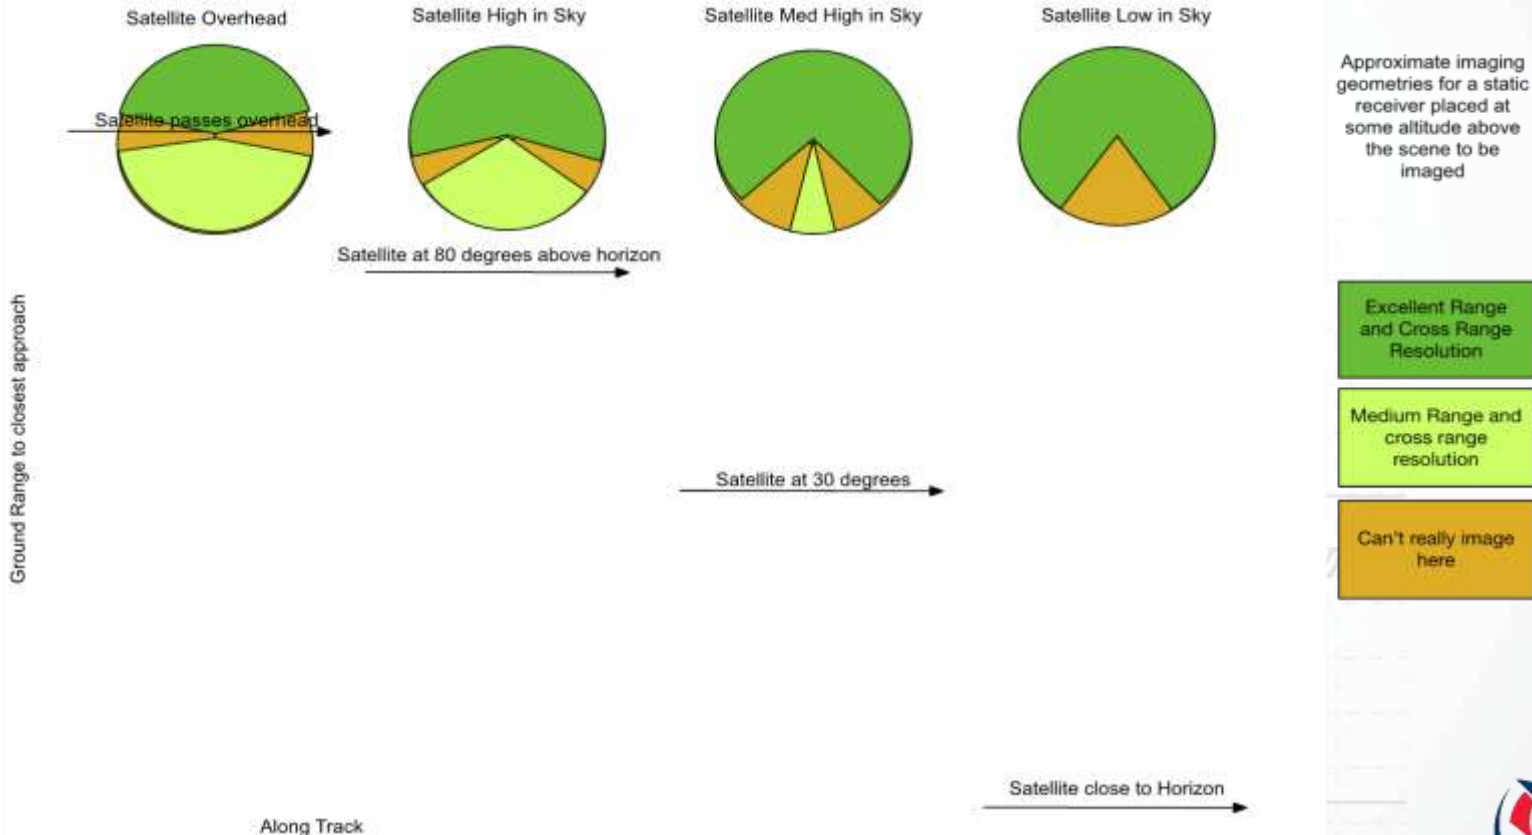 Satellite Overhead
Satellite High in Sky
Satellite Med High in Sky
Satellite Low in Sky
Approximate imaging
geometries for a static
receiver placed at
some altitude above
the scene to be
imaged
Satellite passes overhead
Satellite at 80 degrees above horizon
Ground Range to closest approach
Excellent Range
and Cross Range
Resolution
Medium Range and
cross range
resolution
Satellite at 30 degrees
Can't really image
here
Satellite close to Horizon
Along Track